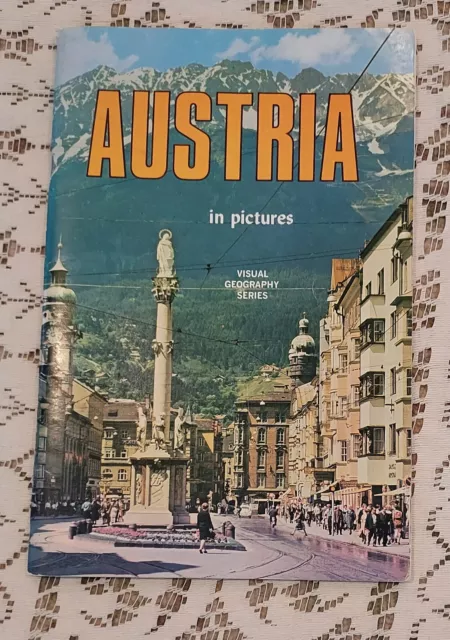 AUSTRIA
in pictures
VISUAL
GEOGRAPHY
SERIES